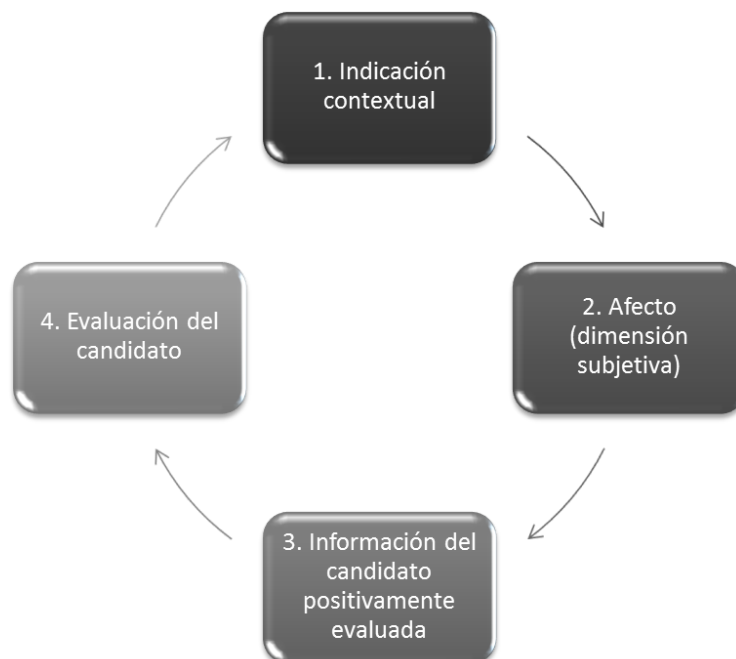 1. Indicación
contextual
2. Afecto
(dimensión
subjetiva)
3. Información del
candidato
positivamente
evaluada
4. Evaluación del
candidato